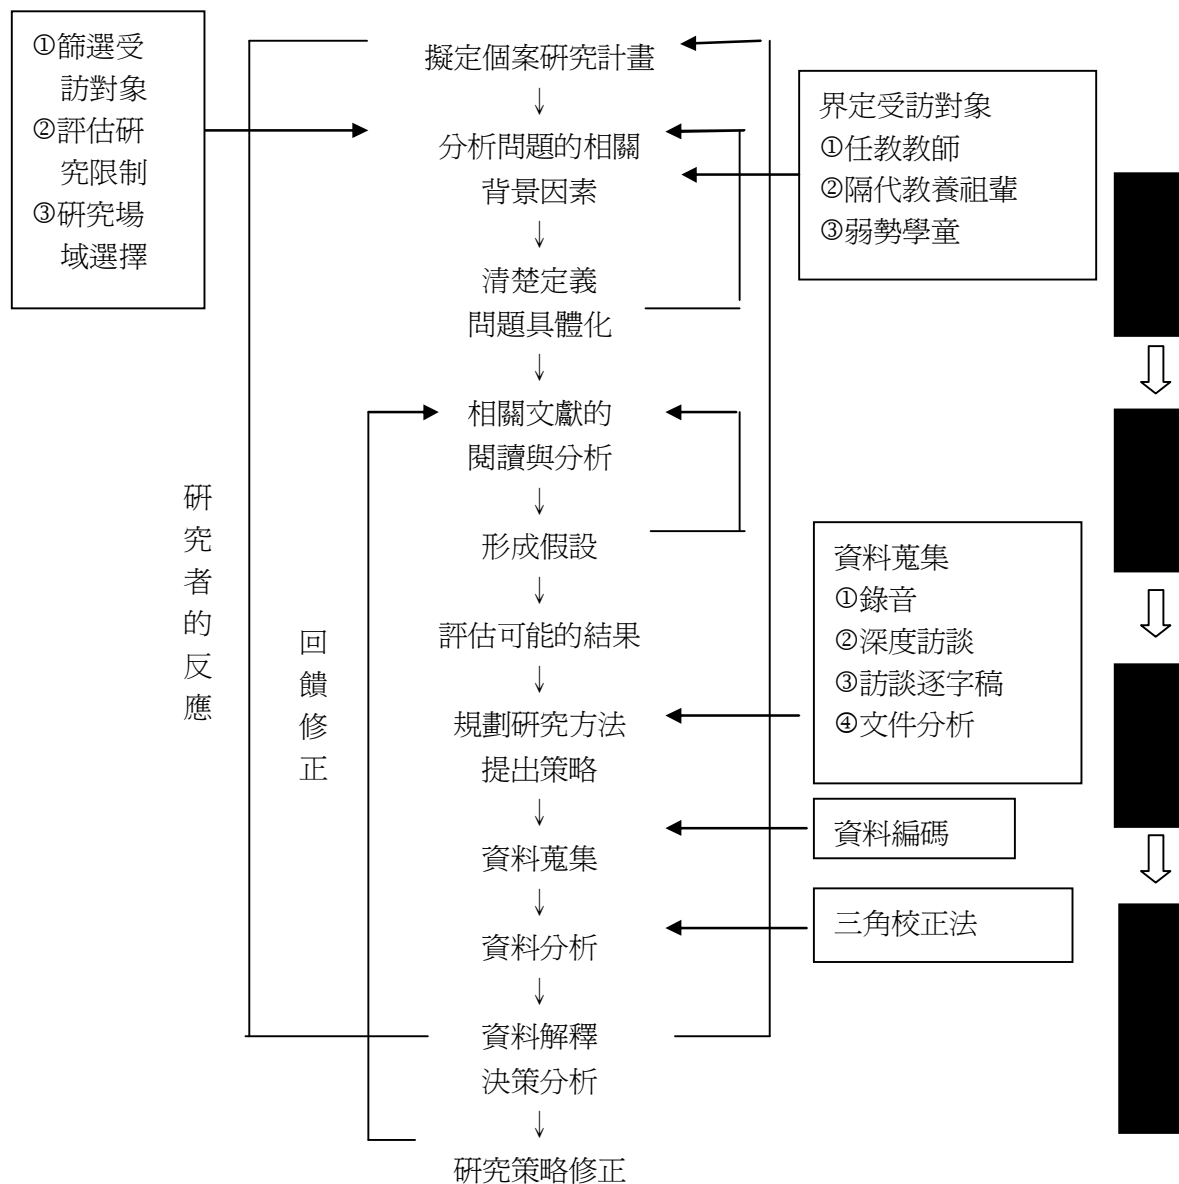 ①篩選受
訪對象
②評估研
究限制
③研究場
域選擇
擬定個案研究計畫
↓
分析問題的相關
背景因素
↓
清楚定義
問題具體化
↓
相關文獻的
閱讀與分析
↓
形成假設
↓
評估可能的結果
↓
規劃研究方法
提出策略
↓
資料蒐集
↓
資料分析
↓
資料解釋
決策分析
↓
研究策略修正
研究者的反應
回饋修正
界定受訪對象
①任教教師
②隔代教養祖輩
③弱勢學童
資料蒐集
①錄音
②深度訪談
③訪談逐字稿
④文件分析
資料編碼
三角校正法